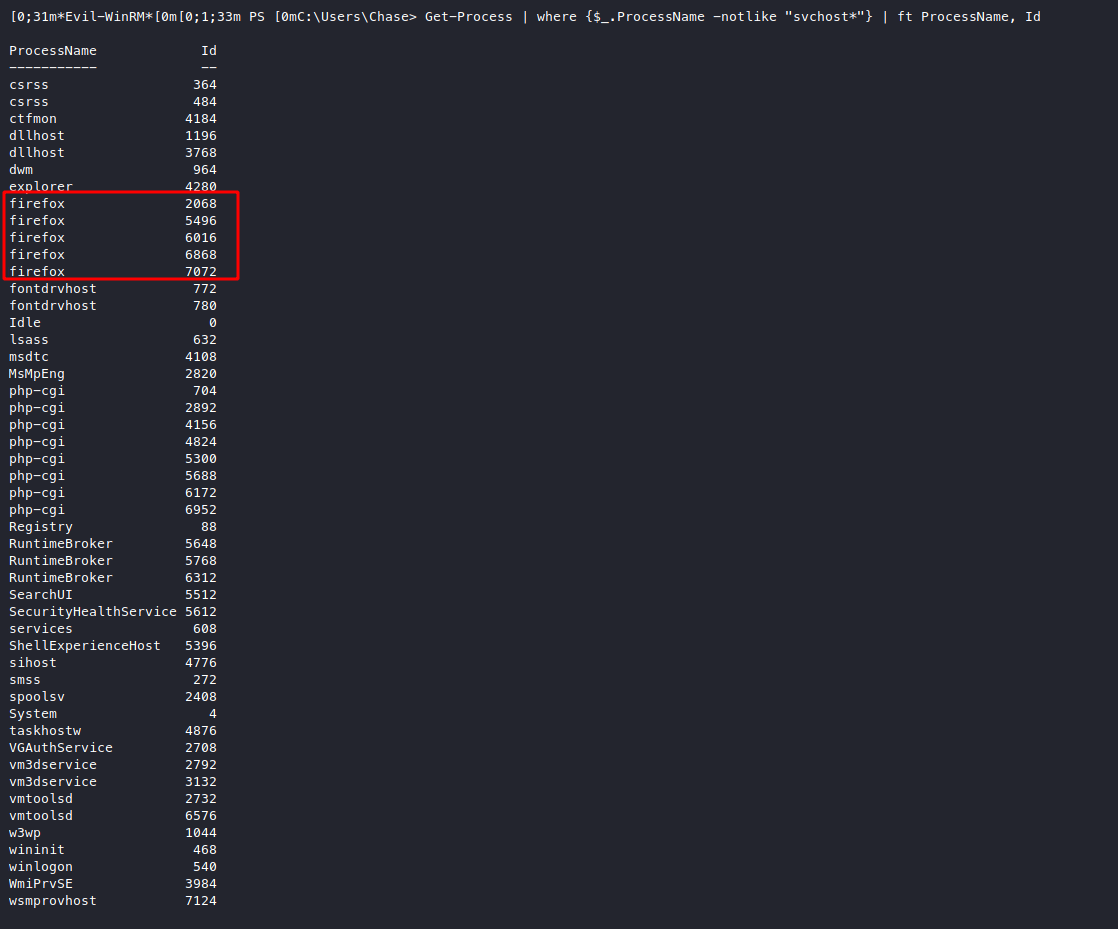 [0;31m*Evil-WinRM*[0m[0;1;33m PS [0mC:\Users\Chase> Get-Process | where {$_.ProcessName -notlike "svchost*"} | ft ProcessName, Id
ProcessName Id
----------- --
csrss 364
csrss 484
ctfmon 4184
dllhost 1196
dllhost 3768
dwm 964
explorer 4280
firefox 2068
firefox 5496
firefox 6016
firefox 6868
firefox 7072
fontdrvhost 772
fontdrvhost 780
Idle 0
lsass 632
msdtc 4108
MsMpEng 2820
php-cgi 704
php-cgi 2892
php-cgi 4156
php-cgi 4824
php-cgi 5300
php-cgi 5688
php-cgi 6172
php-cgi 6952
Registry 88
RuntimeBroker 5648
RuntimeBroker 5768
RuntimeBroker 6312
SearchUI 5512
SecurityHealthService 5612
services 608
ShellExperienceHost 5396
sihost 4776
smss 272
spoolsv 2408
System 4
taskhostw 4876
VGAuthService 2708
vm3dservice 2792
vm3dservice 3132
vmtoolsd 2732
vmtoolsd 6576
w3wp 1044
wininit 468
winlogon 540
WmiPrvSE 3984
wsmprovhost 7124